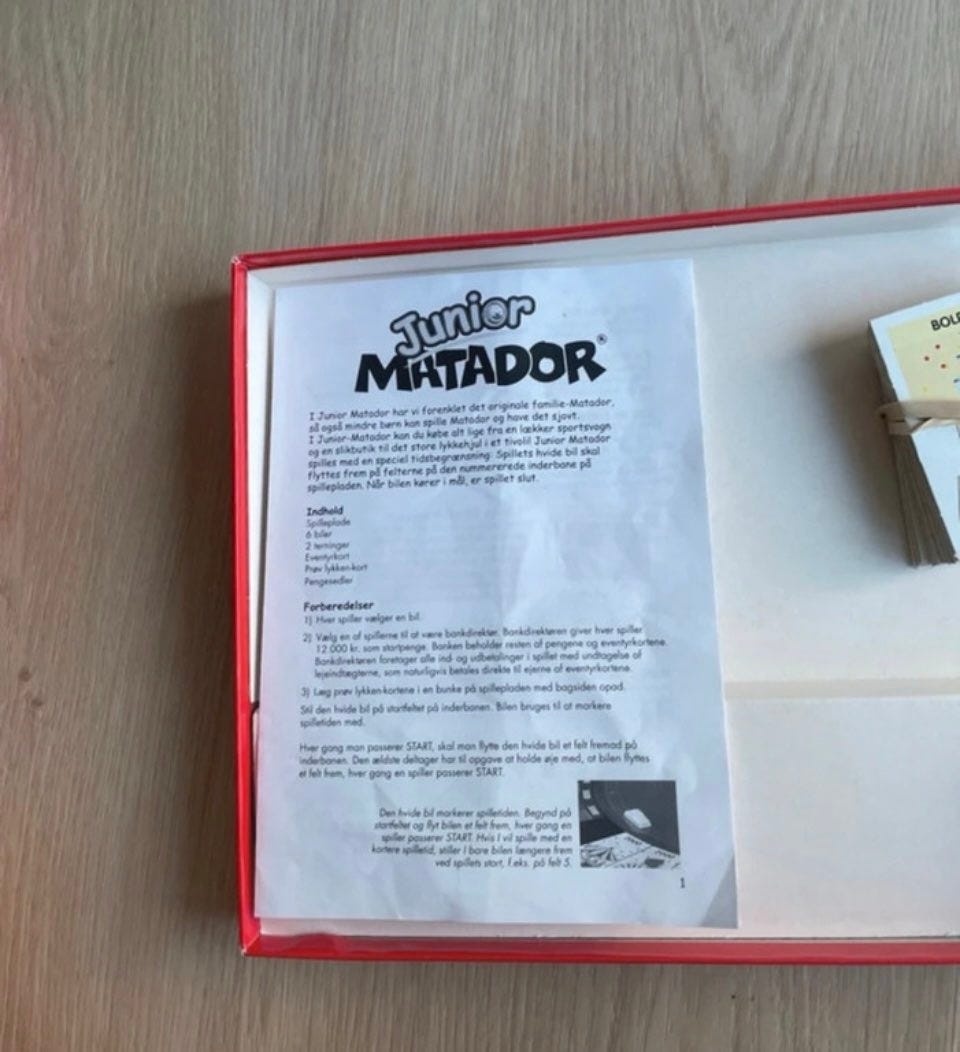 Junior
MATADOR®
I Junior Matador har vi forenklet det originale familie-Matador,
så også mindre børn kan spille Matador og have det sjovt.
I Junior-Matador kan du købe alt lige fra en lækker sportsvogn
og en slikbutik til det store lykkehjul i et tivoli! Junior Matador
spilles med en speciel tidsbegrænsning: Spillets hvide bil skal
flyttes frem på felterne på den nummererede inderbane på
spillepladen. Når bilen kører i mål, er spillet slut.
Indhold
Spilleplade
6 biler
2 terninger
Eventyrkort
Prøv lykken-kort
Pengesedler
Forberedelser
1) Hver spiller vælger en bil.
2) Vælg en af spillerne til at være bankdirektør. Bankdirektøren giver hver spiller
12.000 kr. som startpenge. Banken beholder resten af pengene og eventyrkortene.
Bankdirektøren foretager alle ind- og udbetalinger i spillet med undtagelse af
lejeindtægterne, som naturligvis betales direkte til ejerne af eventyrkortene.
3) Læg prøv lykken-kortene i en bunke på spillepladen med bagsiden opad.
Stil den hvide bil på startfeltet på inderbanen. Bilen bruges til at markere
spilletiden med.
Hver gang man passerer START, skal man flytte den hvide bil et felt fremad på
inderbanen. Den ældste deltager har til opgave at holde øje med, at bilen flyttes
et felt frem, hver gang en spiller passerer START.
Den hvide bil markerer spilletiden. Begynd på
startfeltet og flyt bilen et felt frem, hver gang en
spiller passerer START. Hvis I vil spille med en
kortere spilletid, stiller I bare bilen længere frem
ved spillets start, f.eks. på felt 5.
1